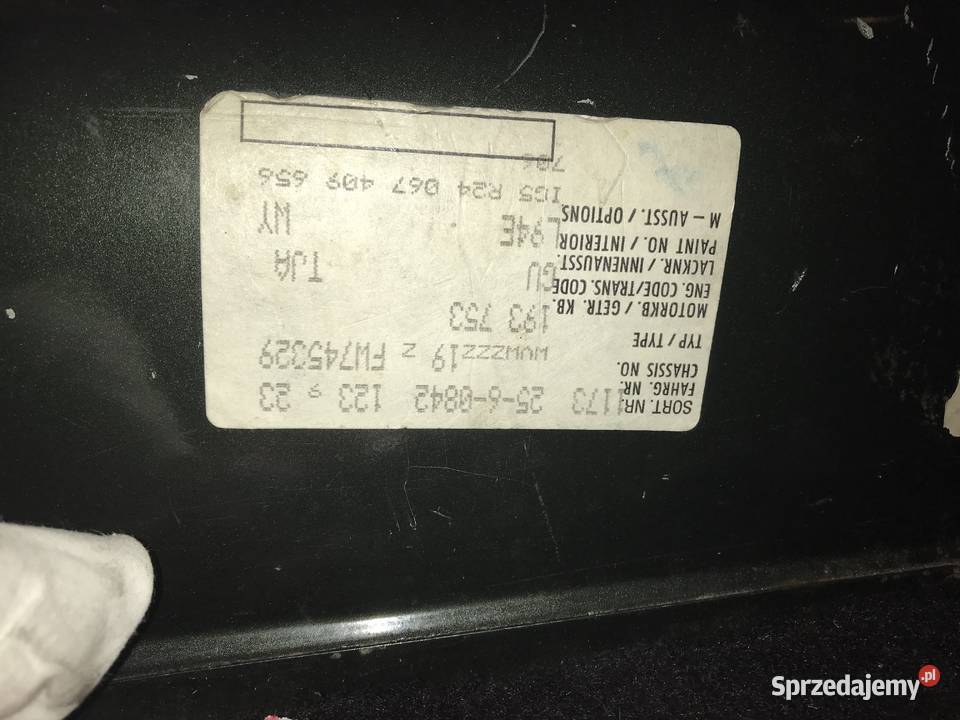 SORT. NR. 1173 25-6-0842 123 9 23
FAHRG. NR.
CHASSIS NO. WVWZZZ19 Z FW745329
TYP / TYPE 193 753
MOTORKB / GETR. KB.
ENG. CODE/TRANS. CODE GU TJA
LACKNR. / INNENAUSST.
PAINT NO. / INTERIOR L94E WY
M – AUSST. / OPTIONS
IG5 R24 067 409 656
706
Sprzedajemy.pl